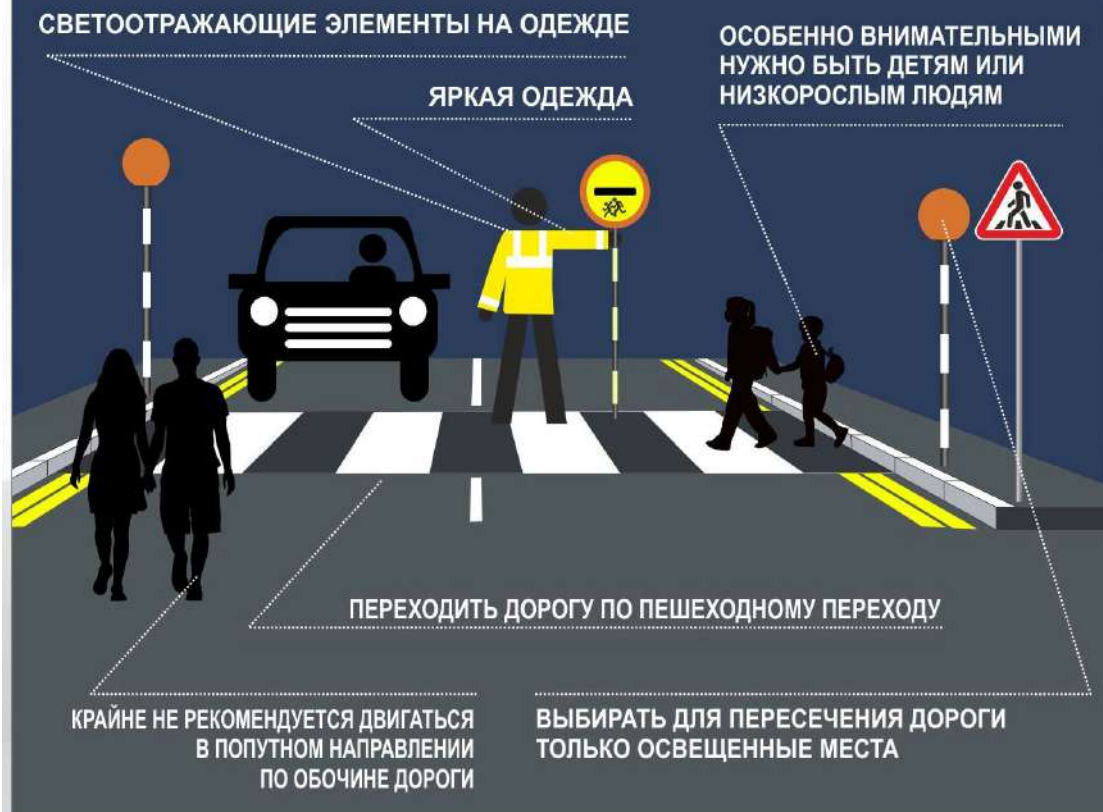 СВЕТООТРАЖАЮЩИЕ ЭЛЕМЕНТЫ НА ОДЕЖДЕ
ЯРКАЯ ОДЕЖДА
ОСОБЕННО ВНИМАТЕЛЬНЫМИ
НУЖНО БЫТЬ ДЕТЯМ ИЛИ
НИЗКОРОСЛЫМ ЛЮДЯМ
ПЕРЕХОДИТЬ ДОРОГУ ПО ПЕШЕХОДНОМУ ПЕРЕХОДУ
КРАЙНЕ НЕ РЕКОМЕНДУЕТСЯ ДВИГАТЬСЯ
В ПОПУТНОМ НАПРАВЛЕНИИ
ПО ОБОЧИНЕ ДОРОГИ
ВЫБИРАТЬ ДЛЯ ПЕРЕСЕЧЕНИЯ ДОРОГИ
ТОЛЬКО ОСВЕЩЕННЫЕ МЕСТА